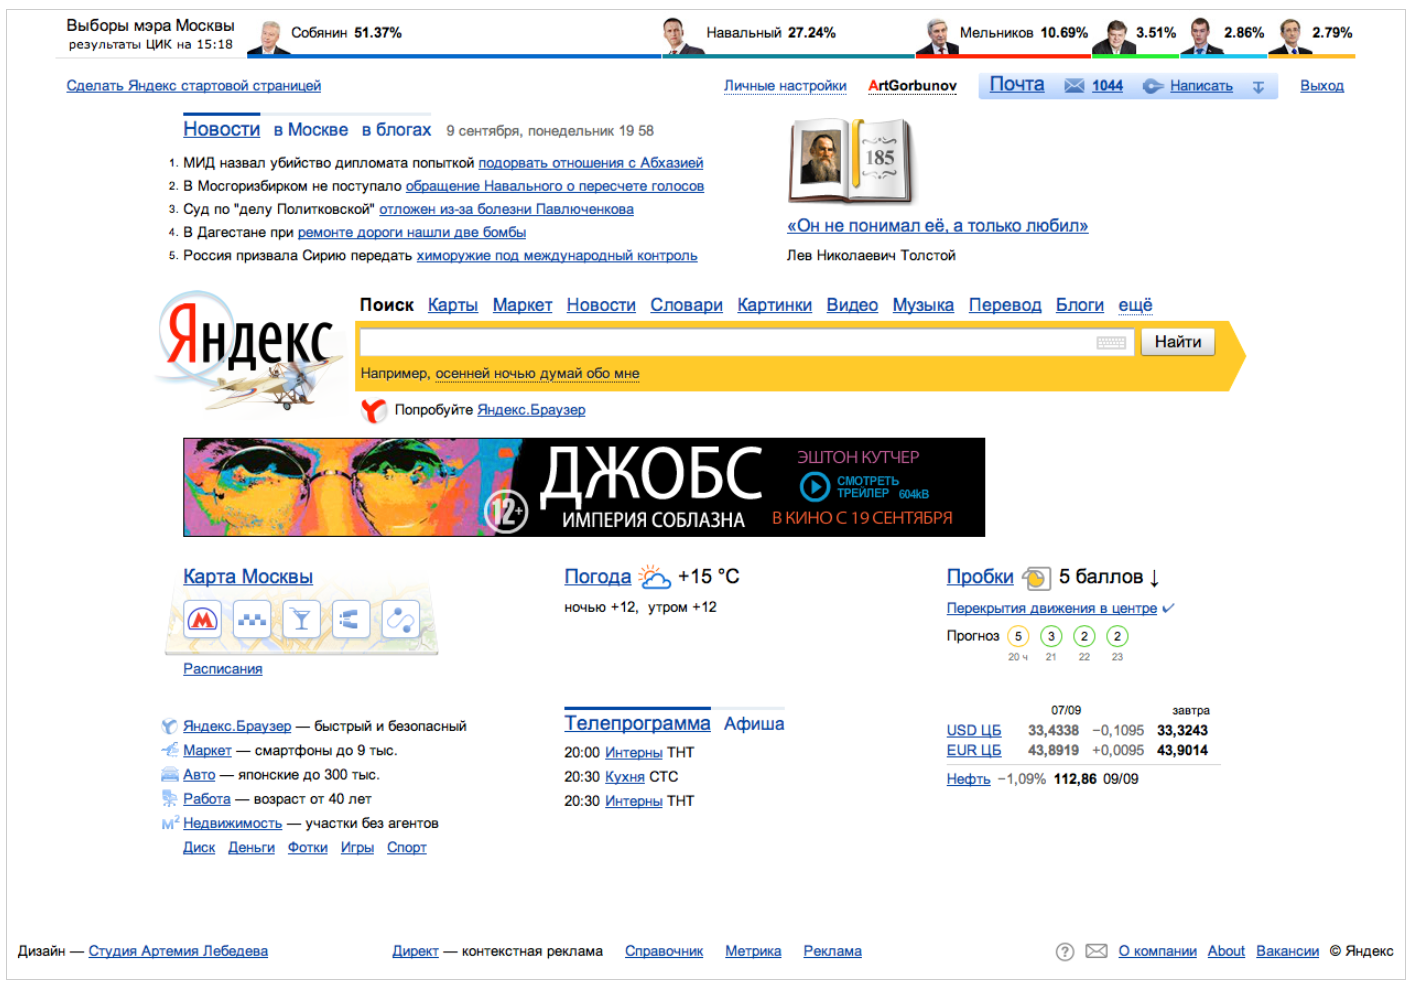 Выборы мэра Москвы
результаты ЦИК на 15:18
Собянин 51.37%
Навальный 27.24%
Мельников 10.69%
3.51%
2.86%
2.79%
Сделать Яндекс стартовой страницей
Личные настройки
ArtGorbunov
Почта 1044 Написать
Выход
Новости в Москве в блогах 9 сентября, понедельник 19 58
1. МИД назвал убийство дипломата попыткой подорвать отношения с Абхазией
2. В Мосгоризбирком не поступало обращение Навального о пересчете голосов
3. Суд по "делу Политковской" отложен из-за болезни Павлюченкова
4. В Дагестане при ремонте дороги нашли две бомбы
5. Россия призвала Сирию передать химоружие под международный контроль
185
«Он не понимал её, а только любил»
Лев Николаевич Толстой
Яндекс
Поиск Карты Маркет Новости Словари Картинки Видео Музыка Перевод Блоги ещё
Найти
Например, осенней ночью думай обо мне
Попробуйте Яндекс.Браузер
12+
ДЖОБС
ИМПЕРИЯ СОБЛАЗНА
ЭШТОН КУТЧЕР
СМОТРЕТЬ
ТРЕЙЛЕР 604kB
В КИНО С 19 СЕНТЯБРЯ
Карта Москвы
М
Расписания
Погода +15 °C
ночью +12, утром +12
Пробки 5 баллов ↓
Перекрытия движения в центре
Прогноз 5 3 2 2
20 ч 21 22 23
Яндекс.Браузер — быстрый и безопасный
Маркет — смартфоны до 9 тыс.
Авто — японские до 300 тыс.
Работа — возраст от 40 лет
м² Недвижимость — участки без агентов
Диск Деньги Фотки Игры Спорт
Телепрограмма Афиша
20:00 Интерны ТНТ
20:30 Кухня СТС
20:30 Интерны ТНТ
07/09 завтра
USD ЦБ 33,4338 −0,1095 33,3243
EUR ЦБ 43,8919 +0,0095 43,9014
Нефть −1,09% 112,86 09/09
Дизайн — Студия Артемия Лебедева
Директ — контекстная реклама Справочник Метрика Реклама
? О компании About Вакансии © Яндекс